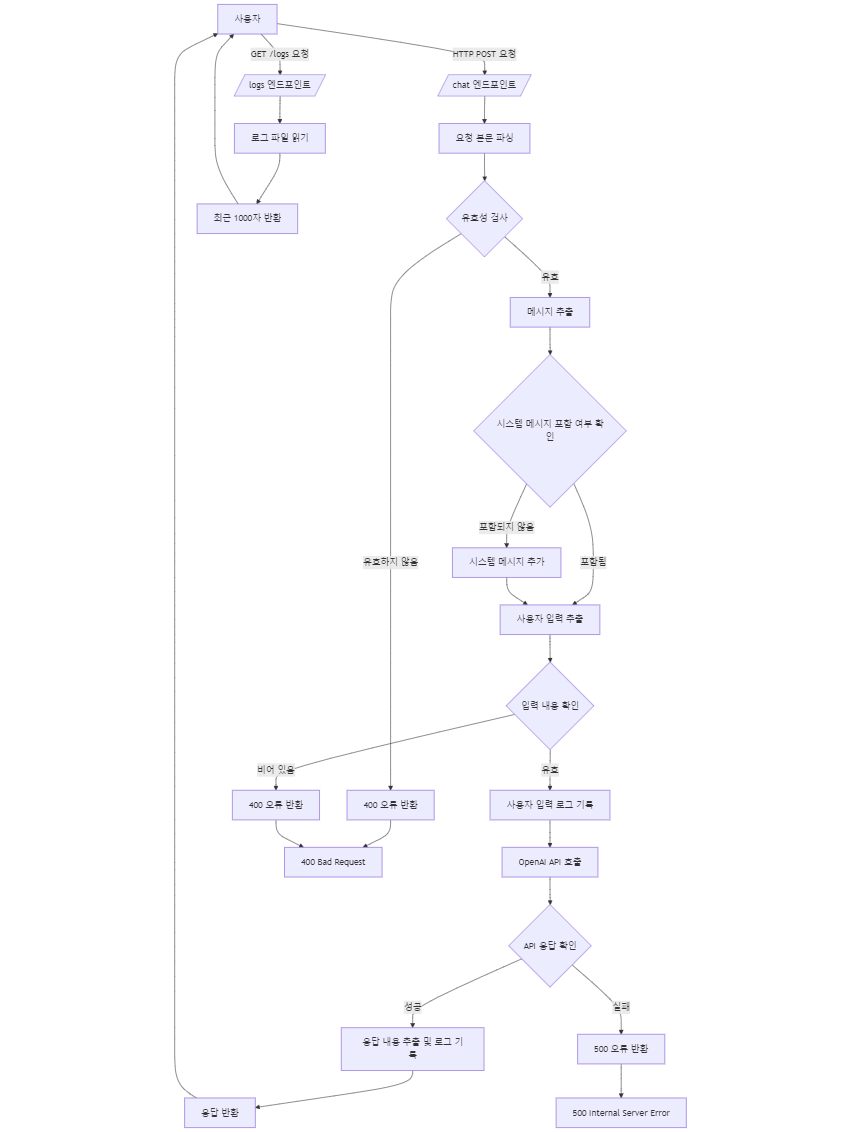 사용자
GET /logs 요청
HTTP POST 요청
logs 엔드포인트
chat 엔드포인트
로그 파일 읽기
요청 본문 파싱
최근 1000자 반환
유효성 검사
유효
메시지 추출
시스템 메시지 포함 여부 확
인
포함되지 않음
유효하지 않음
시스템 메시지 추가
포함됨
사용자 입력 추출
입력 내용 확인
비어 있음
유효
400 오류 반환
400 오류 반환
사용자 입력 로그 기록
400 Bad Request
OpenAI API 호출
API 응답 확인
성공
실패
응답 내용 추출 및 로그 기
록
500 오류 반환
응답 반환
500 Internal Server Error